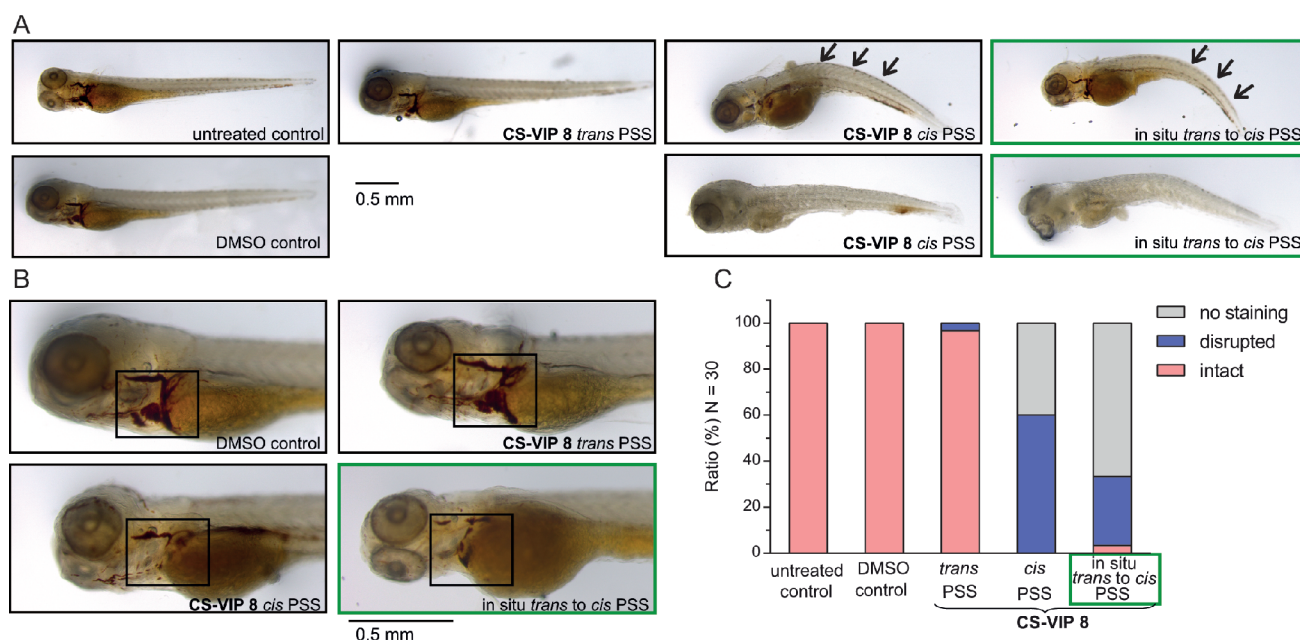 A
untreated control
CS-VIP 8 trans PSS
CS-VIP 8 cis PSS
in situ trans to cis PSS
DMSO control
0.5 mm
CS-VIP 8 cis PSS
in situ trans to cis PSS
B
DMSO control
CS-VIP 8 trans PSS
CS-VIP 8 cis PSS
in situ trans to cis PSS
0.5 mm
C
no staining
disrupted
intact
Ratio (%) N = 30
100
80
60
40
20
0
untreated
control
DMSO
control
trans
PSS
cis
PSS
in situ
trans to cis
PSS
CS-VIP 8